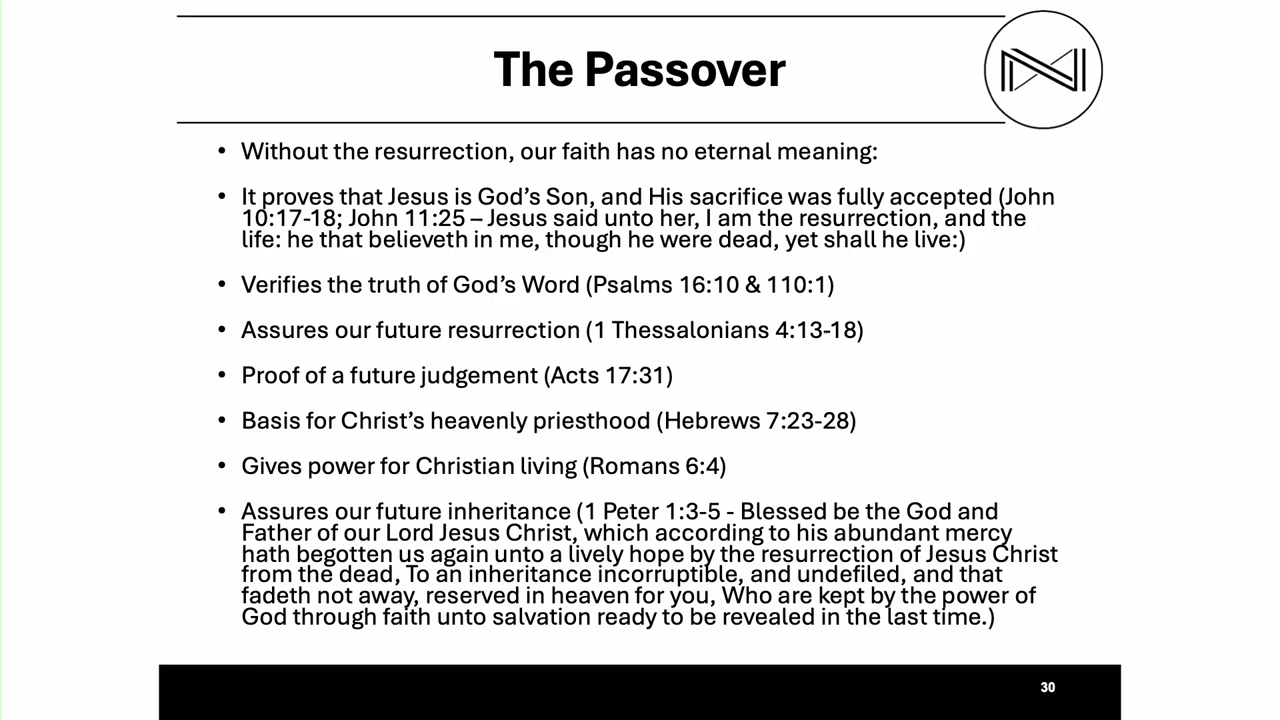 The Passover
• Without the resurrection, our faith has no eternal meaning:
• It proves that Jesus is God’s Son, and His sacrifice was fully accepted (John
10:17-18; John 11:25 – Jesus said unto her, I am the resurrection, and the
life: he that believeth in me, though he were dead, yet shall he live:)
• Verifies the truth of God’s Word (Psalms 16:10 & 110:1)
• Assures our future resurrection (1 Thessalonians 4:13-18)
• Proof of a future judgement (Acts 17:31)
• Basis for Christ’s heavenly priesthood (Hebrews 7:23-28)
• Gives power for Christian living (Romans 6:4)
• Assures our future inheritance (1 Peter 1:3-5 - Blessed be the God and
Father of our Lord Jesus Christ, which according to his abundant mercy
hath begotten us again unto a lively hope by the resurrection of Jesus Christ
from the dead, To an inheritance incorruptible, and undefiled, and that
fadeth not away, reserved in heaven for you, Who are kept by the power of
God through faith unto salvation ready to be revealed in the last time.)
30